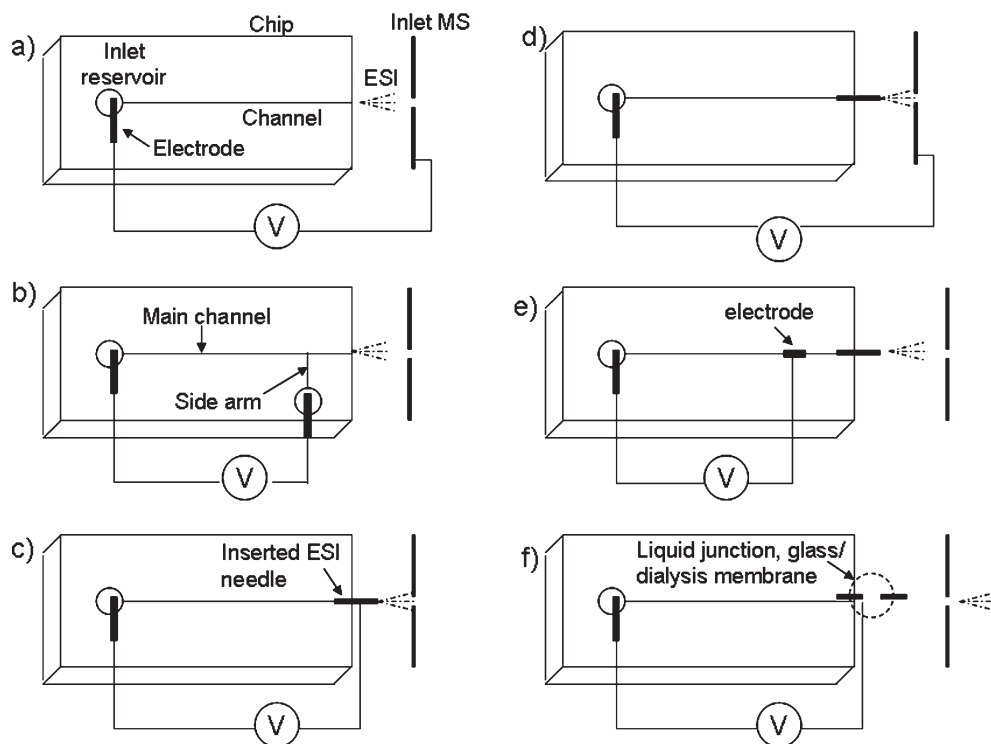 a)
Chip
Inlet MS
Inlet
reservoir
ESI
Channel
Electrode
V
b)
Main channel
Side arm
V
c)
Inserted ESI
needle
V
d)
V
e)
electrode
V
f)
Liquid junction, glass/
dialysis membrane
V